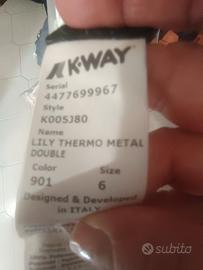 K-WAY
Serial
4477699967
Style
K005J80
Name
LILY THERMO METAL
DOUBLE
Color Size
901 6
Designed & Developed
in ITALY
subito